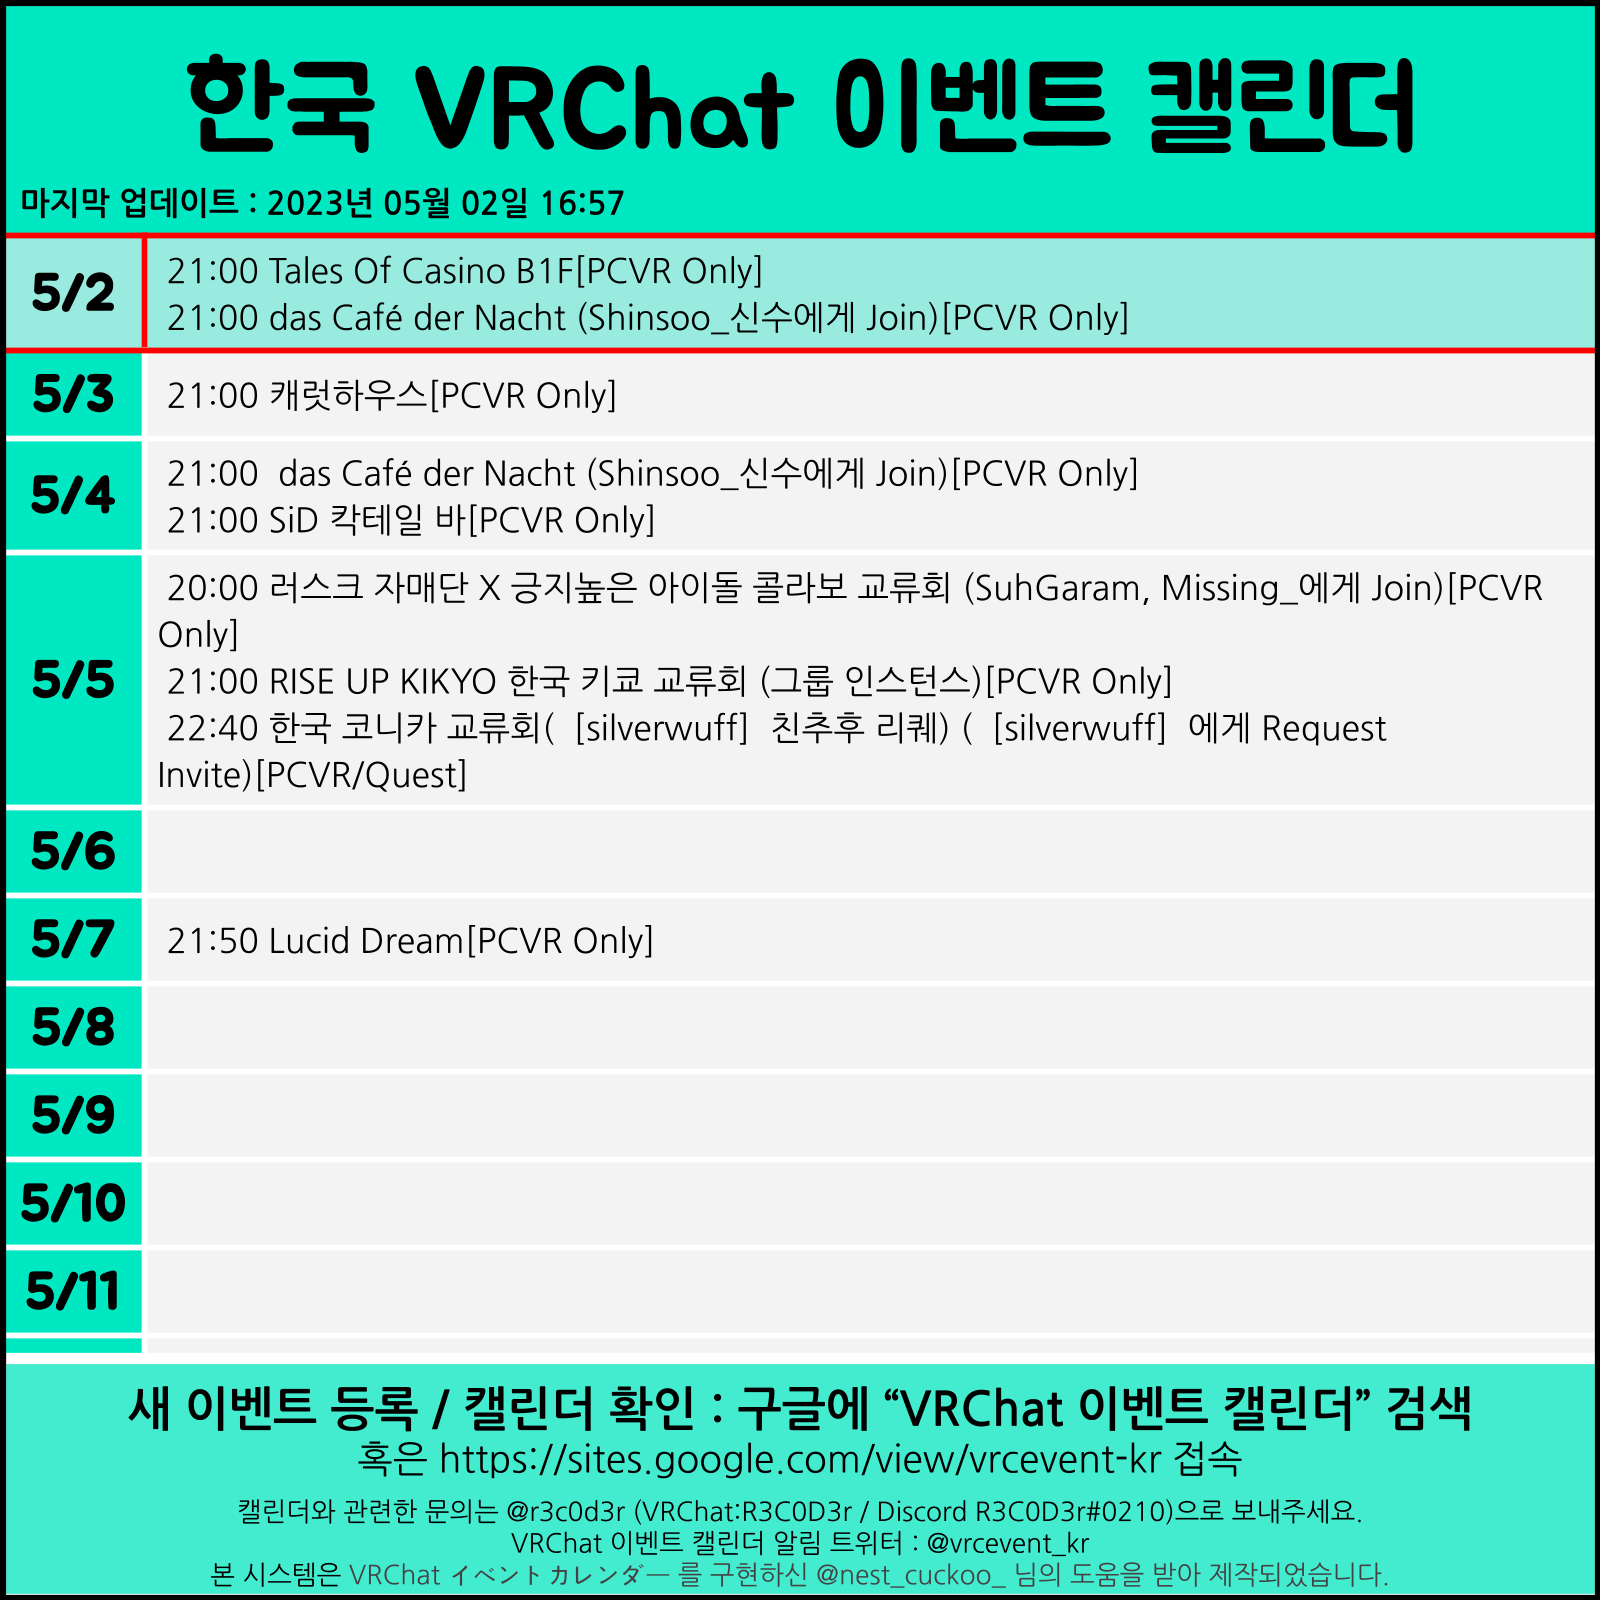 한국 VRChat 이벤트 캘린더
마지막 업데이트 : 2023년 05월 02일 16:57
5/2
21:00 Tales Of Casino B1F[PCVR Only]
21:00 das Café der Nacht (Shinsoo_신수에게 Join)[PCVR Only]
5/3
21:00 캐럿하우스[PCVR Only]
5/4
21:00  das Café der Nacht (Shinsoo_신수에게 Join)[PCVR Only]
21:00 SiD 칵테일 바[PCVR Only]
5/5
20:00 러스크 자매단 X 긍지높은 아이돌 콜라보 교류회 (SuhGaram, Missing_에게 Join)[PCVR
Only]
21:00 RISE UP KIKYO 한국 키쿄 교류회 (그룹 인스턴스)[PCVR Only]
22:40 한국 코니카 교류회(  [silverwuff]  친추후 리퀘) (  [silverwuff]  에게 Request
Invite)[PCVR/Quest]
5/6
5/7
21:50 Lucid Dream[PCVR Only]
5/8
5/9
5/10
5/11
새 이벤트 등록 / 캘린더 확인 : 구글에 “VRChat 이벤트 캘린더” 검색
혹은 https://sites.google.com/view/vrcevent-kr 접속
캘린더와 관련한 문의는 @r3c0d3r (VRChat:R3C0D3r / Discord R3C0D3r#0210)으로 보내주세요.
VRChat 이벤트 캘린더 알림 트위터 : @vrcevent_kr
본 시스템은 VRChat イベントカレンダー 를 구현하신 @nest_cuckoo_ 님의 도움을 받아 제작되었습니다.